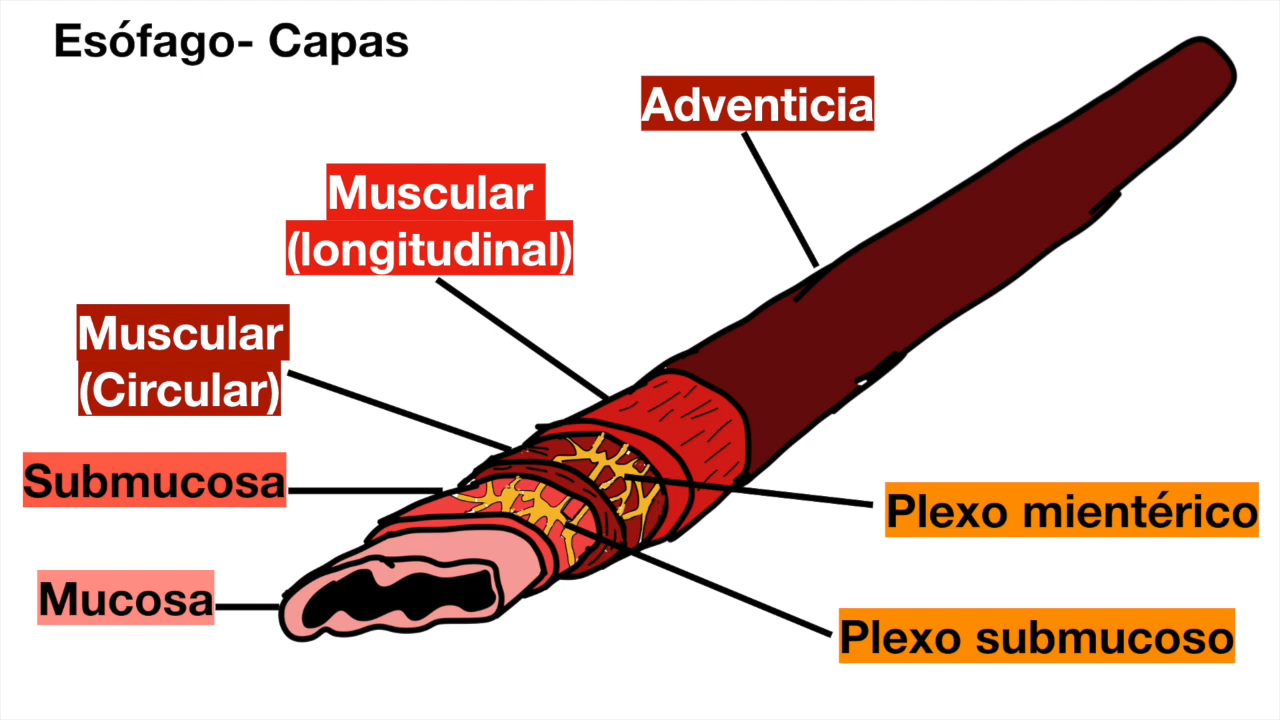 Esófago- Capas
Adventicia
Muscular
(longitudinal)
Muscular
(Circular)
Submucosa
Mucosa
Plexo mientérico
Plexo submucoso